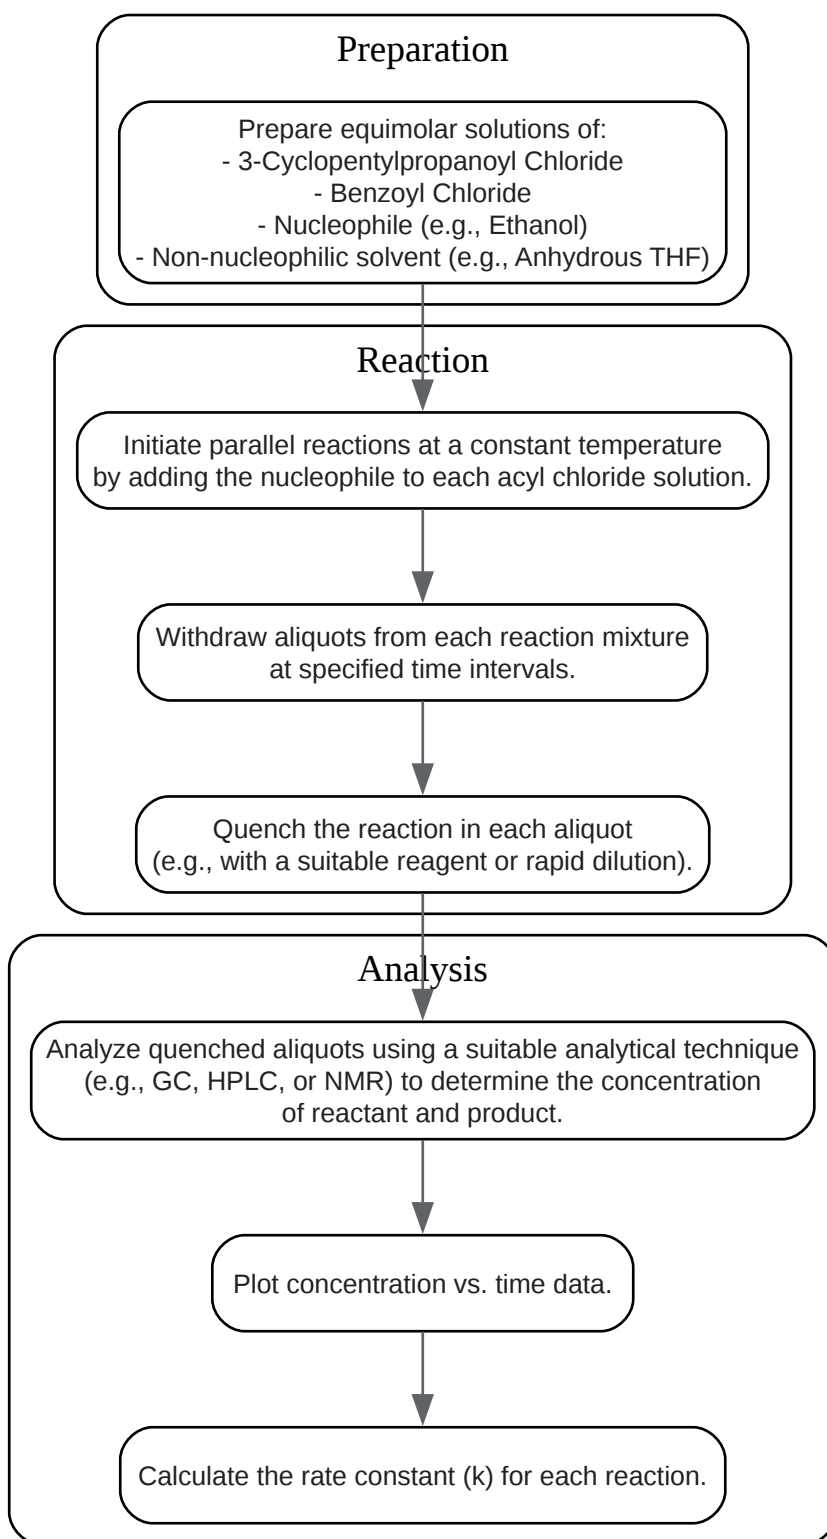 Preparation
Prepare equimolar solutions of:
- 3-Cyclopentylpropanoyl Chloride
- Benzoyl Chloride
- Nucleophile (e.g., Ethanol)
- Non-nucleophilic solvent (e.g., Anhydrous THF)
Reaction
Initiate parallel reactions at a constant temperature
by adding the nucleophile to each acyl chloride solution.
Withdraw aliquots from each reaction mixture
at specified time intervals.
Quench the reaction in each aliquot
(e.g., with a suitable reagent or rapid dilution).
Analysis
Analyze quenched aliquots using a suitable analytical technique
(e.g., GC, HPLC, or NMR) to determine the concentration
of reactant and product.
Plot concentration vs. time data.
Calculate the rate constant (k) for each reaction.